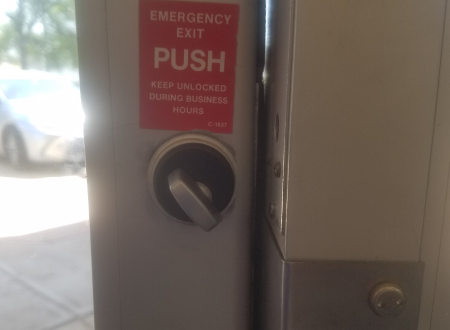 EMERGENCY
EXIT
PUSH
KEEP UNLOCKED
DURING BUSINESS
HOURS